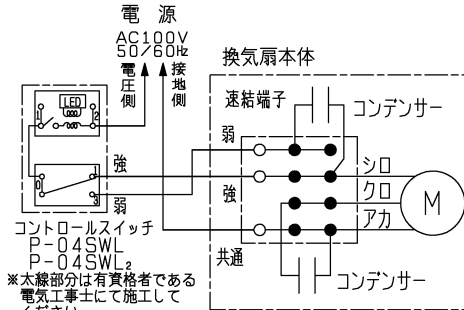 電 源
AC100V
50/60Hz
電圧側
接地側
換気扇本体
LED
1
2
速結端子
コンデンサー
弱
強
0
1
3
弱
強
シロ
クロ
アカ
M
共通
コンデンサー
コントロールスイッチ
P-04SWL
P-04SWL2
※太線部分は有資格者である
電気工事士にて施工して
ください